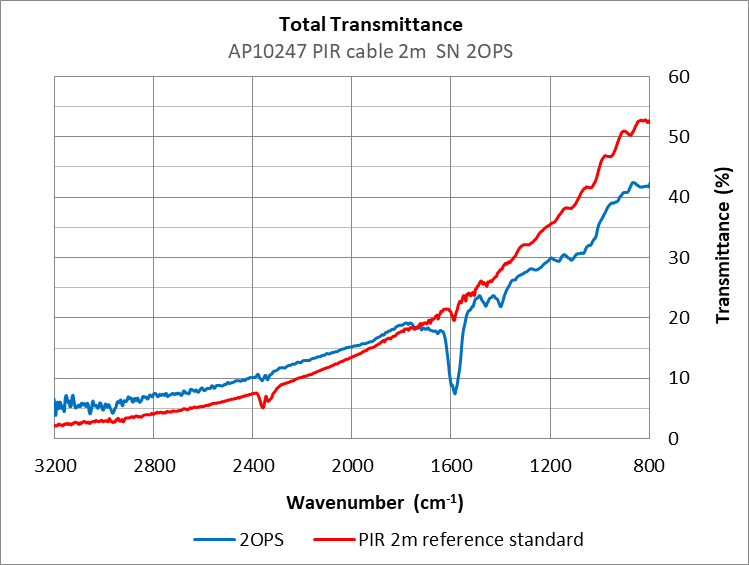 Total Transmittance
AP10247 PIR cable 2m  SN 2OPS
60
50
40
30
20
10
0
Transmittance (%)
3200 2800 2400 2000 1600 1200 800
Wavenumber (cm-1)
2OPS PIR 2m reference standard